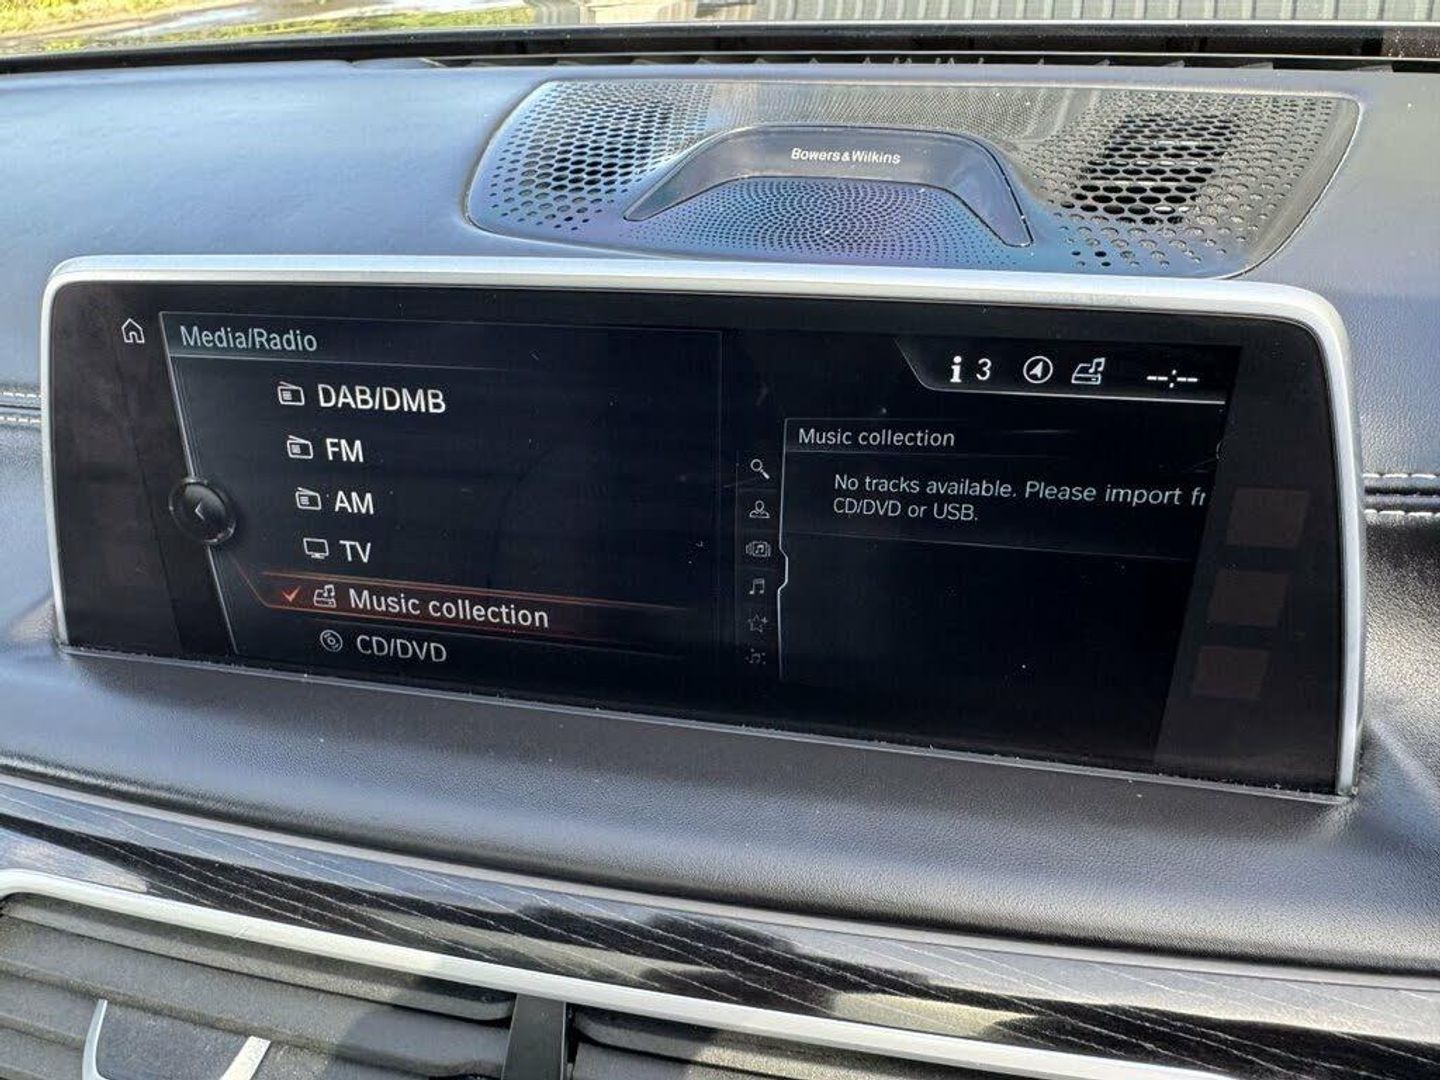 Bowers & Wilkins
Media/Radio
DAB/DMB
FM
AM
TV
Music collection
CD/DVD
i 3
--:--
Music collection
No tracks available. Please import fr
CD/DVD or USB.